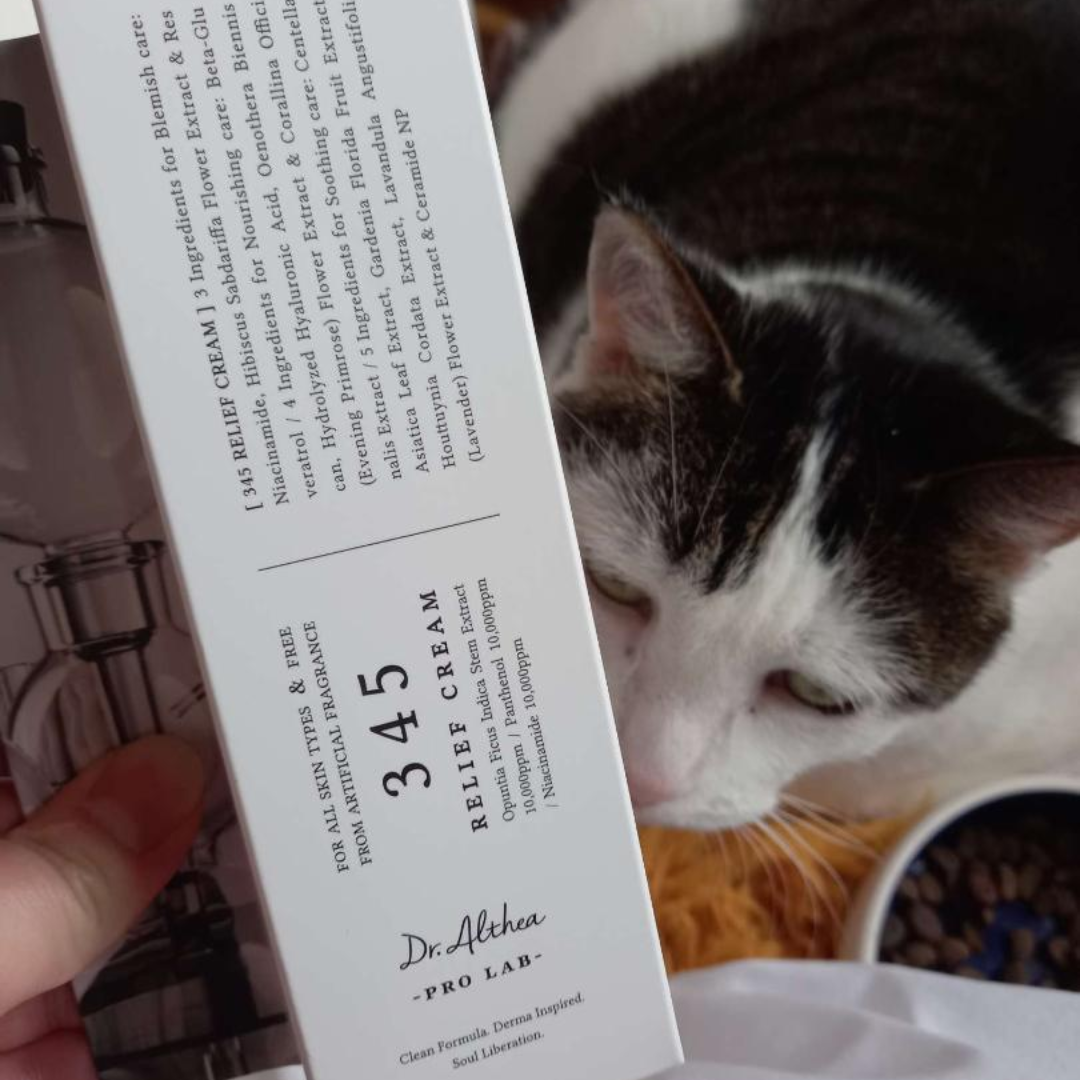 [ 345 RELIEF CREAM ] 3 Ingredients for Blemish care:
Niacinamide, Hibiscus Sabdariffa Flower Extract & Res
veratrol / 4 Ingredients for Nourishing care: Beta-Glu
can, Hydrolyzed Hyaluronic Acid, Oenothera Biennis
(Evening Primrose) Flower Extract & Corallina Offici
nalis Extract / 5 Ingredients for Soothing care: Centella
Asiatica Leaf Extract, Gardenia Florida Fruit Extract
Houttuynia Cordata Extract, Lavandula Angustifoli
(Lavender) Flower Extract & Ceramide NP
FOR ALL SKIN TYPES & FREE
FROM ARTIFICIAL FRAGRANCE
345
RELIEF CREAM
Opuntia Ficus Indica Stem Extract
10,000ppm / Panthenol 10,000ppm
/ Niacinamide 10,000ppm
Dr.Althea
-PRO LAB-
Clean Formula. Derma Inspired.
Soul Liberation.